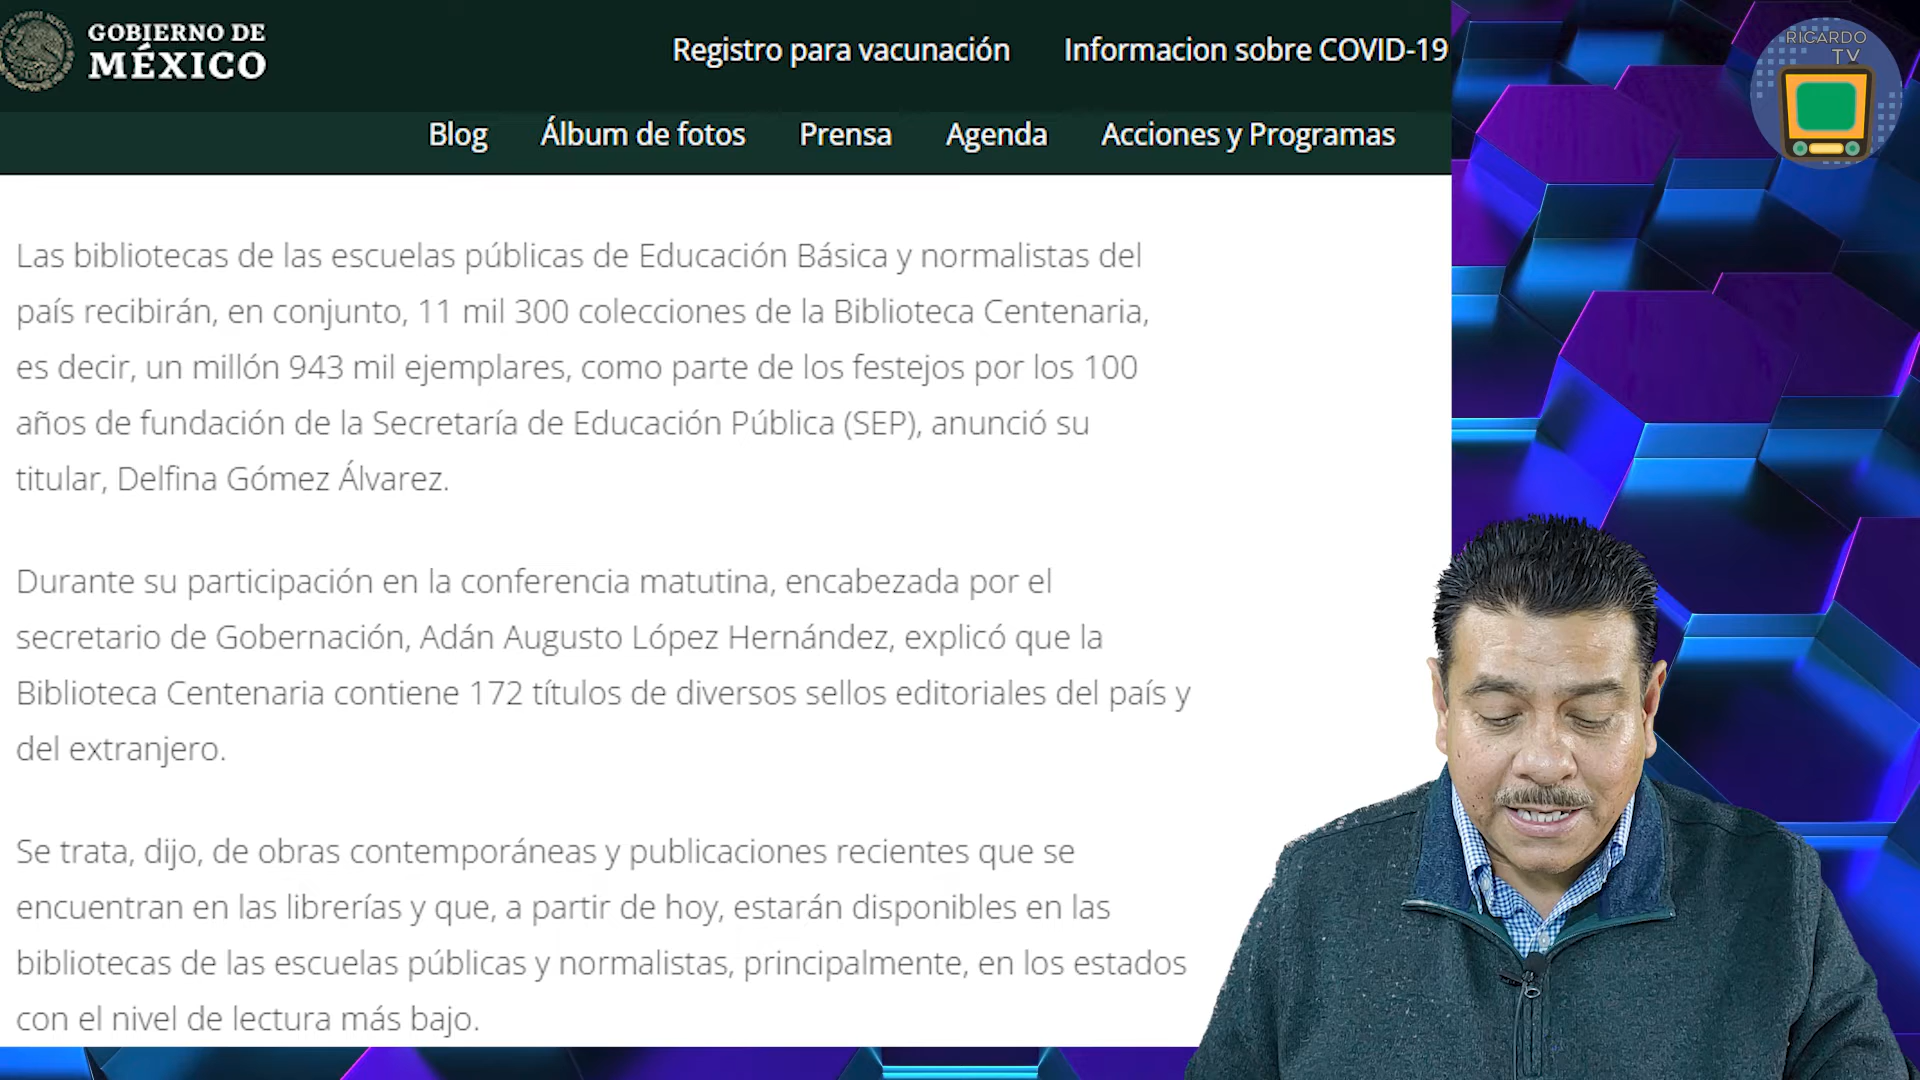 GOBIERNO DE
MÉXICO
Registro para vacunación Informacion sobre COVID-19
RICARDO
TV
Blog Álbum de fotos Prensa Agenda Acciones y Programas
Las bibliotecas de las escuelas públicas de Educación Básica y normalistas del
país recibirán, en conjunto, 11 mil 300 colecciones de la Biblioteca Centenaria,
es decir, un millón 943 mil ejemplares, como parte de los festejos por los 100
años de fundación de la Secretaría de Educación Pública (SEP), anunció su
titular, Delfina Gómez Álvarez.
Durante su participación en la conferencia matutina, encabezada por el
secretario de Gobernación, Adán Augusto López Hernández, explicó que la
Biblioteca Centenaria contiene 172 títulos de diversos sellos editoriales del país y
del extranjero.
Se trata, dijo, de obras contemporáneas y publicaciones recientes que se
encuentran en las librerías y que, a partir de hoy, estarán disponibles en las
bibliotecas de las escuelas públicas y normalistas, principalmente, en los estados
con el nivel de lectura más bajo.